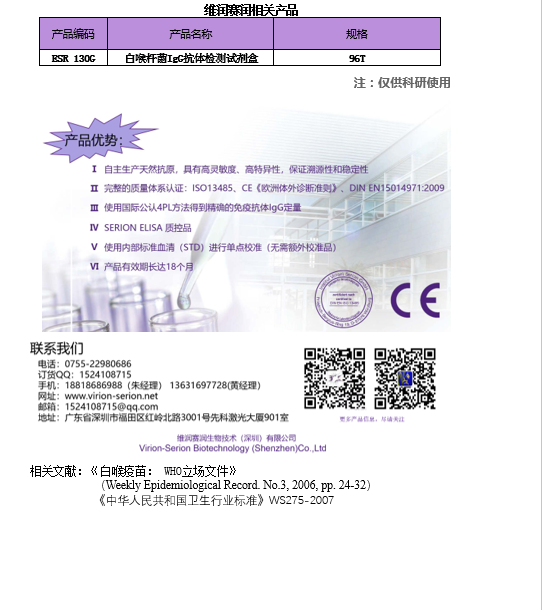 维润赛润相关产品
产品编码 产品名称 规格
ESR 130G 白喉杆菌IgG抗体检测试剂盒 96T
注：仅供科研使用
产品优势：
Ⅰ 自主生产天然抗原，具有高灵敏度、高特异性，保证溯源性和稳定性
Ⅱ 完整的质量体系认证：ISO13485、CE《欧洲体外诊断准则》、DIN EN15014971:2009
Ⅲ 使用国际公认4PL方法得到精确的免疫抗体IgG定量
Ⅳ SERION ELISA 质控品
Ⅴ 使用内部标准血清（STD）进行单点校准（无需额外校准品）
Ⅵ 产品有效期长达18个月
CE
联系我们
电话：0755-22980686
订货QQ：1524108715
手机：18818686988（朱经理） 13631697728(黄经理)
网址：www.virion-serion.net
邮箱：1524108715@qq.com
地址：广东省深圳市福田区红岭北路3001号先科激光大厦901室
更多产品信息，尽请关注
维润赛润生物技术（深圳）有限公司
Virion-Serion Biotechnology (Shenzhen)Co.,Ltd
相关文献：《白喉疫苗： WHO立场文件》
（Weekly Epidemiological Record. No.3, 2006, pp. 24-32）
《中华人民共和国卫生行业标准》WS275-2007